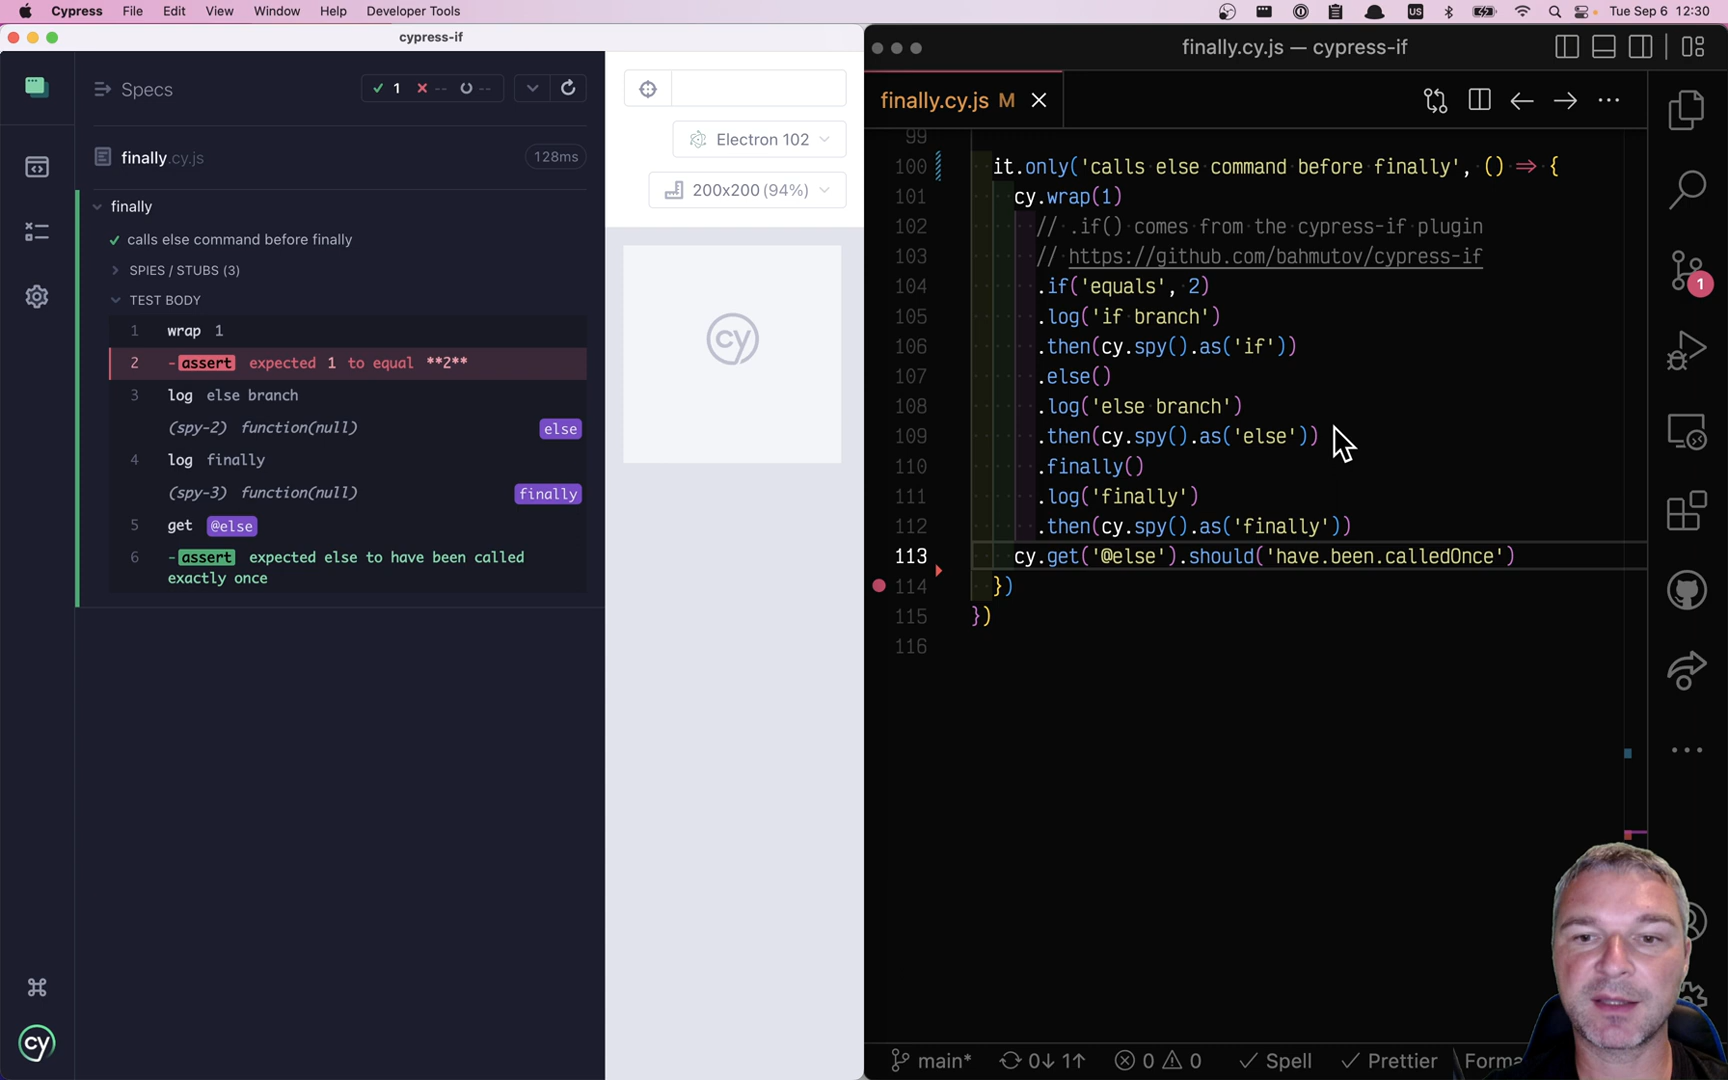 Cypress File Edit View Window Help Developer Tools
US
Tue Sep 6 12:30
cypress-if
Specs
1 -- --
finally.cy.js
128ms
finally
calls else command before finally
SPIES / STUBS (3)
TEST BODY
1 wrap 1
2 -assert expected 1 to equal **2**
3 log else branch
(spy-2) function(null) else
4 log finally
(spy-3) function(null) finally
5 get @else
6 -assert expected else to have been called
exactly once
cy
Electron 102
200x200 (94%)
cy
finally.cy.js — cypress-if
finally.cy.js M
99
100 it.only('calls else command before finally', () => {
101 cy.wrap(1)
102 // .if() comes from the cypress-if plugin
103 // https://github.com/bahmutov/cypress-if
104 .if('equals', 2)
105 .log('if branch')
106 .then(cy.spy().as('if'))
107 .else()
108 .log('else branch')
109 .then(cy.spy().as('else'))
110 .finally()
111 .log('finally')
112 .then(cy.spy().as('finally'))
113 cy.get('@else').should('have.been.calledOnce')
114 })
115 })
116
1
main* 0↓ 1↑ 0 0 Spell Prettier Forma